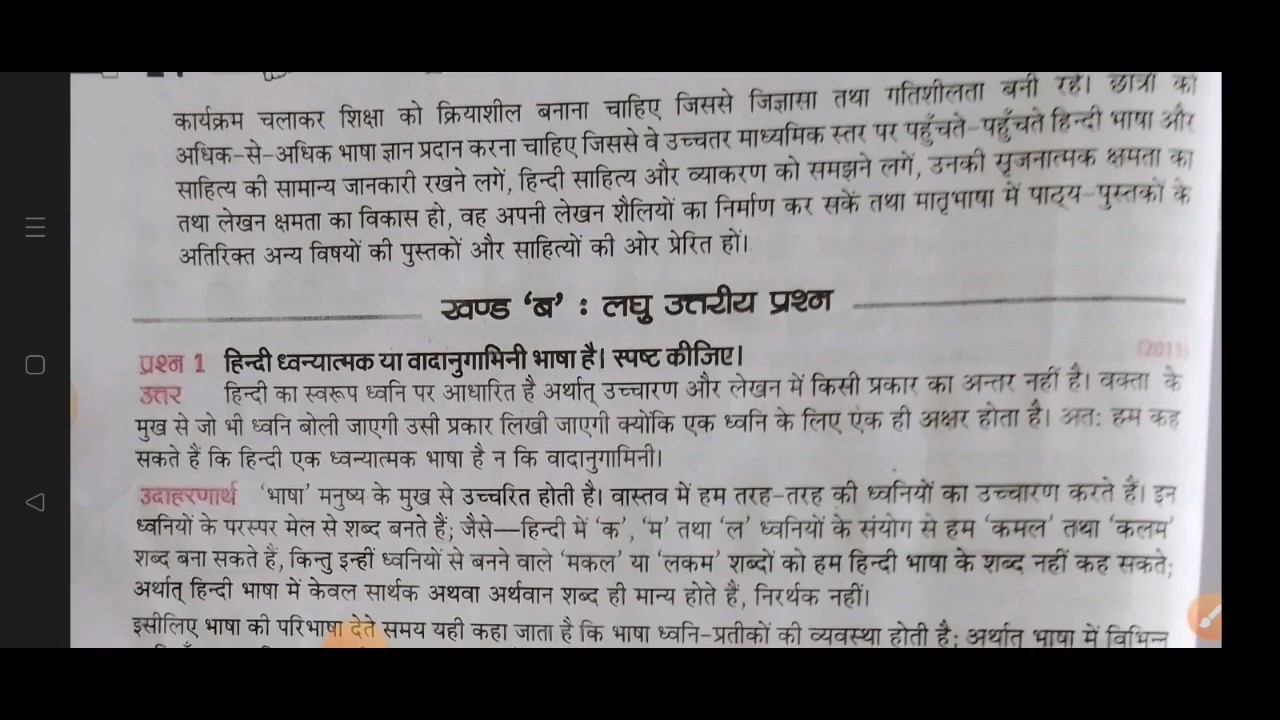 कार्यक्रम चलाकर शिक्षा को क्रियाशील बनाना चाहिए जिससे जिज्ञासा तथा गतिशीलता बनी रहे। छात्रों को
अधिक-से-अधिक भाषा ज्ञान प्रदान करना चाहिए जिससे वे उच्चतर माध्यमिक स्तर पर पहुँचते-पहुँचते हिन्दी भाषा और
साहित्य की सामान्य जानकारी रखने लगें, हिन्दी साहित्य और व्याकरण को समझने लगें, उनकी सृजनात्मक क्षमता का
तथा लेखन क्षमता का विकास हो, वह अपनी लेखन शैलियों का निर्माण कर सकें तथा मातृभाषा में पाठ्य-पुस्तकों के
अतिरिक्त अन्य विषयों की पुस्तकों और साहित्यों की ओर प्रेरित हों।
खण्ड 'ब' : लघु उत्तरीय प्रश्न
प्रश्न 1 हिन्दी ध्वन्यात्मक या वादानुगामिनी भाषा है। स्पष्ट कीजिए। (2011)
उत्तर हिन्दी का स्वरूप ध्वनि पर आधारित है अर्थात् उच्चारण और लेखन में किसी प्रकार का अन्तर नहीं है। वक्ता के
मुख से जो भी ध्वनि बोली जाएगी उसी प्रकार लिखी जाएगी क्योंकि एक ध्वनि के लिए एक ही अक्षर होता है। अतः हम कह
सकते हैं कि हिन्दी एक ध्वन्यात्मक भाषा है न कि वादानुगामिनी।
उदाहरणार्थ 'भाषा' मनुष्य के मुख से उच्चरित होती है। वास्तव में हम तरह-तरह की ध्वनियों का उच्चारण करते हैं। इन
ध्वनियों के परस्पर मेल से शब्द बनते हैं; जैसे—हिन्दी में 'क', 'म' तथा 'ल' ध्वनियों के संयोग से हम 'कमल' तथा 'कलम'
शब्द बना सकते हैं, किन्तु इन्हीं ध्वनियों से बनने वाले 'मकल' या 'लकम' शब्दों को हम हिन्दी भाषा के शब्द नहीं कह सकते;
अर्थात् हिन्दी भाषा में केवल सार्थक अथवा अर्थवान शब्द ही मान्य होते हैं, निरर्थक नहीं।
इसीलिए भाषा की परिभाषा देते समय यही कहा जाता है कि भाषा ध्वनि-प्रतीकों की व्यवस्था होती है; अर्थात् भाषा में विभिन्न